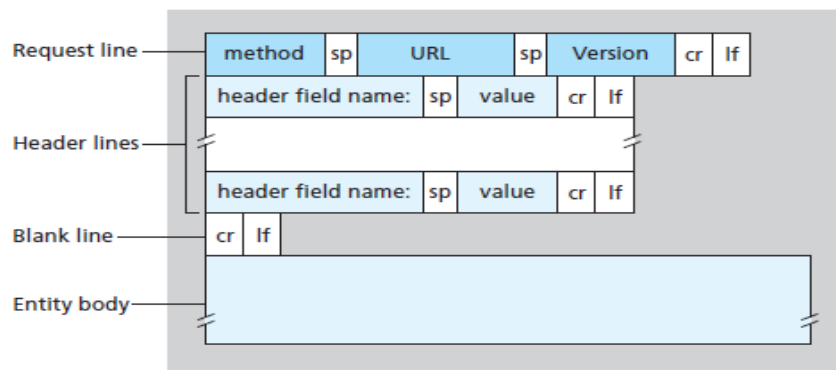 Request line method sp URL sp Version cr lf
header field name: sp value cr lf
Header lines
header field name: sp value cr lf
Blank line cr lf
Entity body